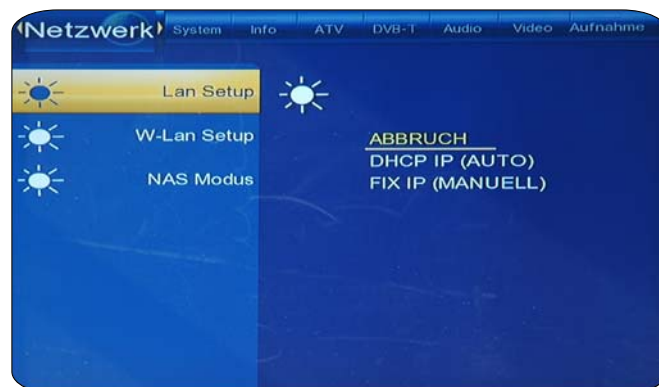 Netzwerk System Info ATV DVB-T Audio Video Aufnahme
Lan Setup
W-Lan Setup
NAS Modus
ABBRUCH
DHCP IP (AUTO)
FIX IP (MANUELL)